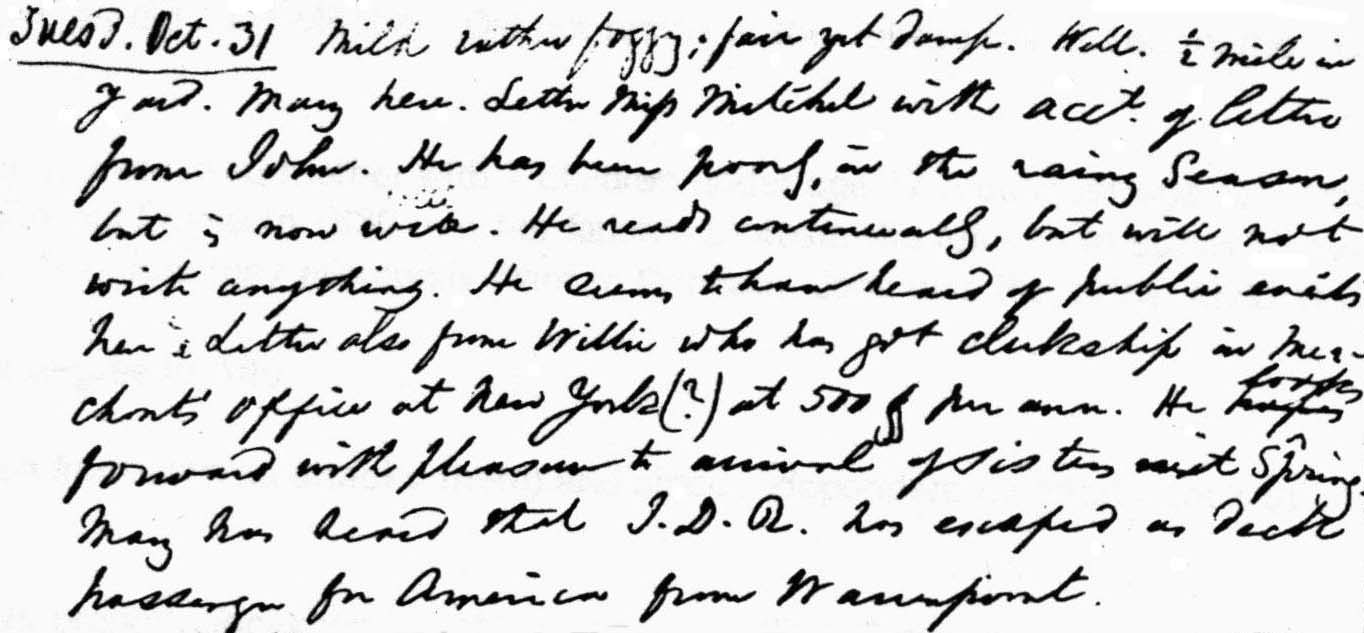 Tuesd. Oct. 31 Mild rather foggy; fair yet damp. Well. ½ mile in
yard. Mary here. Letter Miss Mitchel with acct. of letter
from John. He has been poorly, in the rainy Season,
but is now well. He reads continually, but will not
write anything. He seems to have heard of public events
here. Letter also from Willie who has got clerkship in Mer-
chants' office at New York (?) at 500 $ per ann. He looks
forward with pleasure to arrival of sisters next Spring.
Mary has heard that J.D.R. has escaped as deck
passenger for America from Warrenpoint.